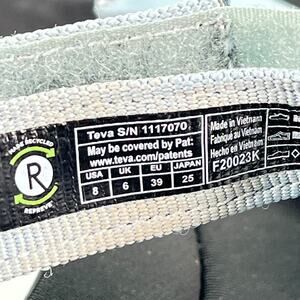 MADE RECYCLED
R
REPREVE
Teva S/N 1117070
May be covered by Pat:
www.teva.com/patents
USA UK EU JAPAN
8 6 39 25
Made in Vietnam
Fabriqué au Vietnam
Hecho en Vietnam
F20023K